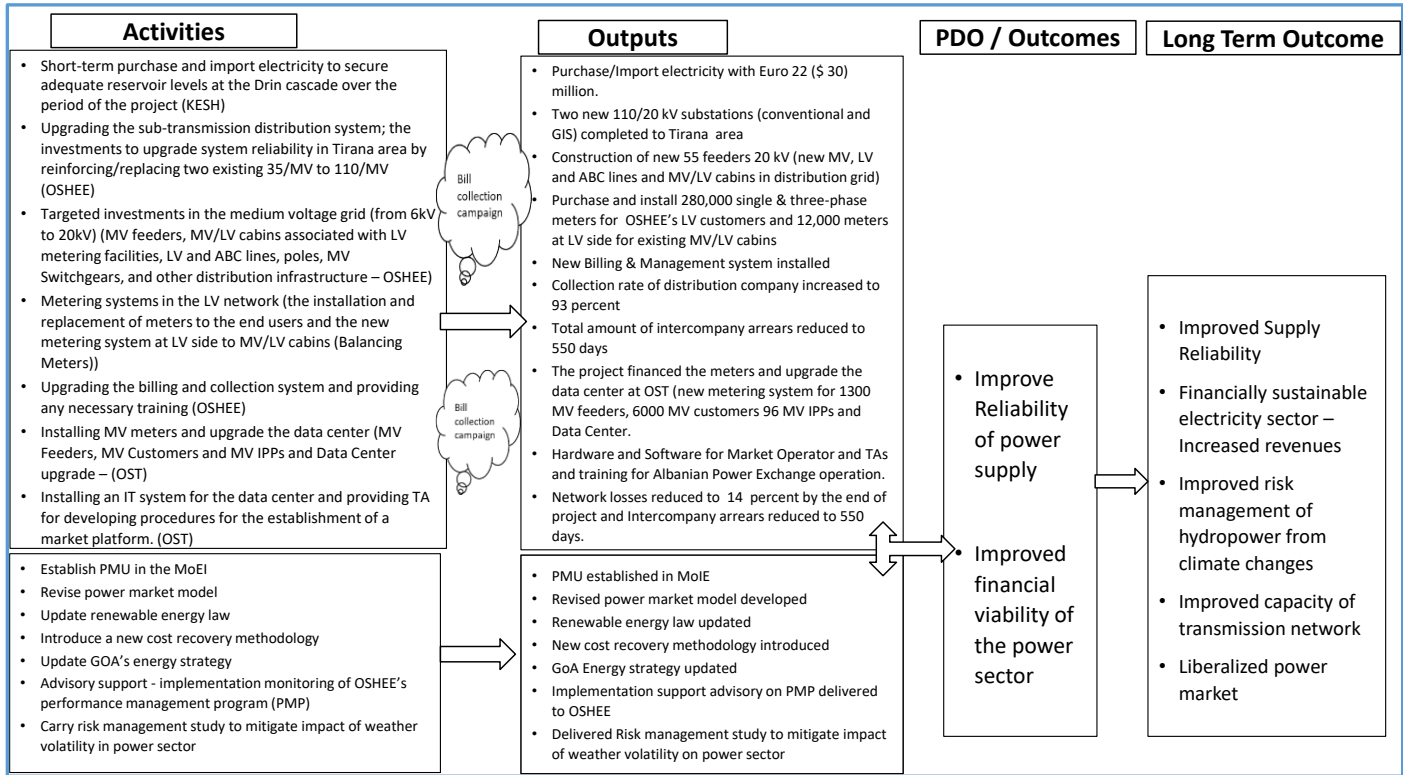 Activities
• Short-term purchase and import electricity to secure
adequate reservoir levels at the Drin cascade over the
period of the project (KESH)
• Upgrading the sub-transmission distribution system; the
investments to upgrade system reliability in Tirana area by
reinforcing/replacing two existing 35/MV to 110/MV
(OSHEE)
• Targeted investments in the medium voltage grid (from 6kV
to 20kV) (MV feeders, MV/LV cabins associated with LV
metering facilities, LV and ABC lines, poles, MV
Switchgears, and other distribution infrastructure – OSHEE)
• Metering systems in the LV network (the installation and
replacement of meters to the end users and the new
metering system at LV side to MV/LV cabins (Balancing
Meters))
• Upgrading the billing and collection system and providing
any necessary training (OSHEE)
• Installing MV meters and upgrade the data center (MV
Feeders, MV Customers and MV IPPs and Data Center
upgrade – (OST)
• Installing an IT system for the data center and providing TA
for developing procedures for the establishment of a
market platform. (OST)
• Establish PMU in the MoEI
• Revise power market model
• Update renewable energy law
• Introduce a new cost recovery methodology
• Update GOA's energy strategy
• Advisory support - implementation monitoring of OSHEE's
performance management program (PMP)
• Carry risk management study to mitigate impact of weather
volatility in power sector
Bill
collection
campaign
Bill
collection
campaign
Outputs
• Purchase/Import electricity with Euro 22 ($ 30)
million.
• Two new 110/20 kV substations (conventional and
GIS) completed to Tirana area
• Construction of new 55 feeders 20 kV (new MV, LV
and ABC lines and MV/LV cabins in distribution grid)
• Purchase and install 280,000 single & three-phase
meters for OSHEE's LV customers and 12,000 meters
at LV side for existing MV/LV cabins
• New Billing & Management system installed
• Collection rate of distribution company increased to
93 percent
• Total amount of intercompany arrears reduced to
550 days
• The project financed the meters and upgrade the
data center at OST (new metering system for 1300
MV feeders, 6000 MV customers 96 MV IPPs and
Data Center.
• Hardware and Software for Market Operator and TAs
and training for Albanian Power Exchange operation.
• Network losses reduced to 14 percent by the end of
project and Intercompany arrears reduced to 550
days.
• PMU established in MoIE
• Revised power market model developed
• Renewable energy law updated
• New cost recovery methodology introduced
• GoA Energy strategy updated
• Implementation support advisory on PMP delivered
to OSHEE
• Delivered Risk management study to mitigate impact
of weather volatility on power sector
PDO / Outcomes
• Improve
Reliability
of power
supply
• Improved
financial
viability of
the power
sector
Long Term Outcome
• Improved Supply
Reliability
• Financially sustainable
electricity sector –
Increased revenues
• Improved risk
management of
hydropower from
climate changes
• Improved capacity of
transmission network
• Liberalized power
market